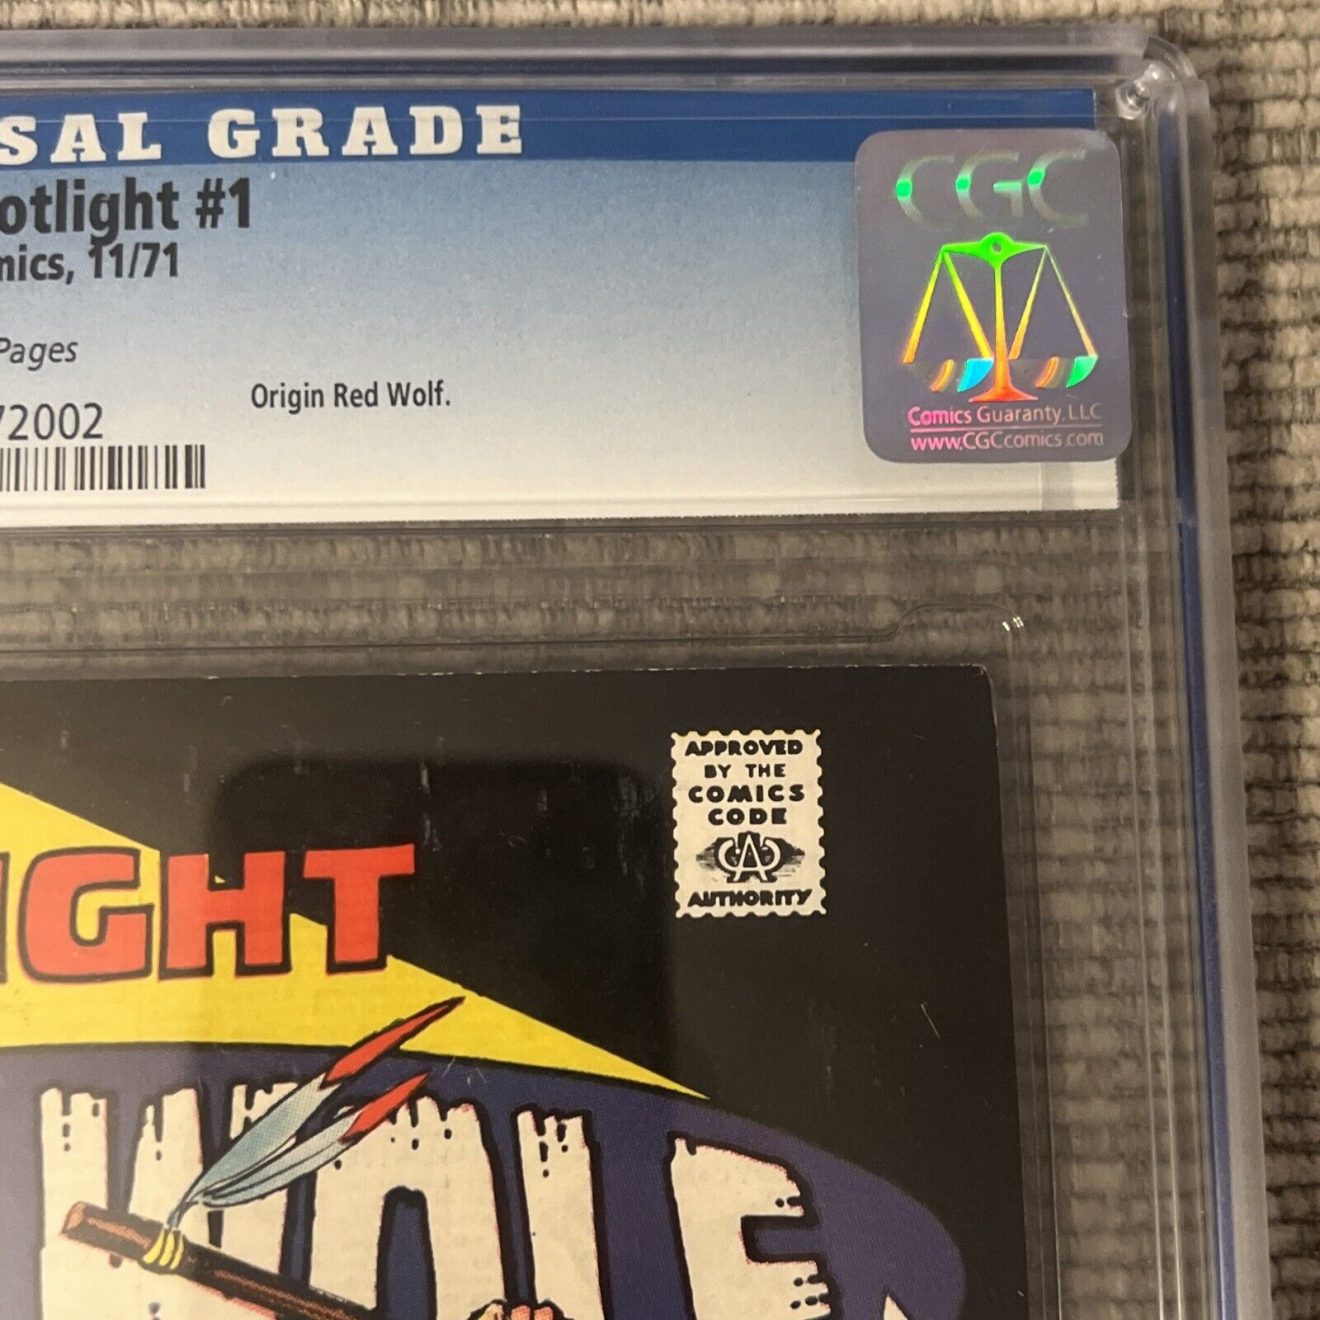 SAL GRADE
otlight #1
mics, 11/71
Pages
72002
Origin Red Wolf.
CGC
Comics Guaranty, LLC
www.CGCcomics.com
APPROVED
BY THE
COMICS
CODE
CA
AUTHORITY
IGHT
WOLF